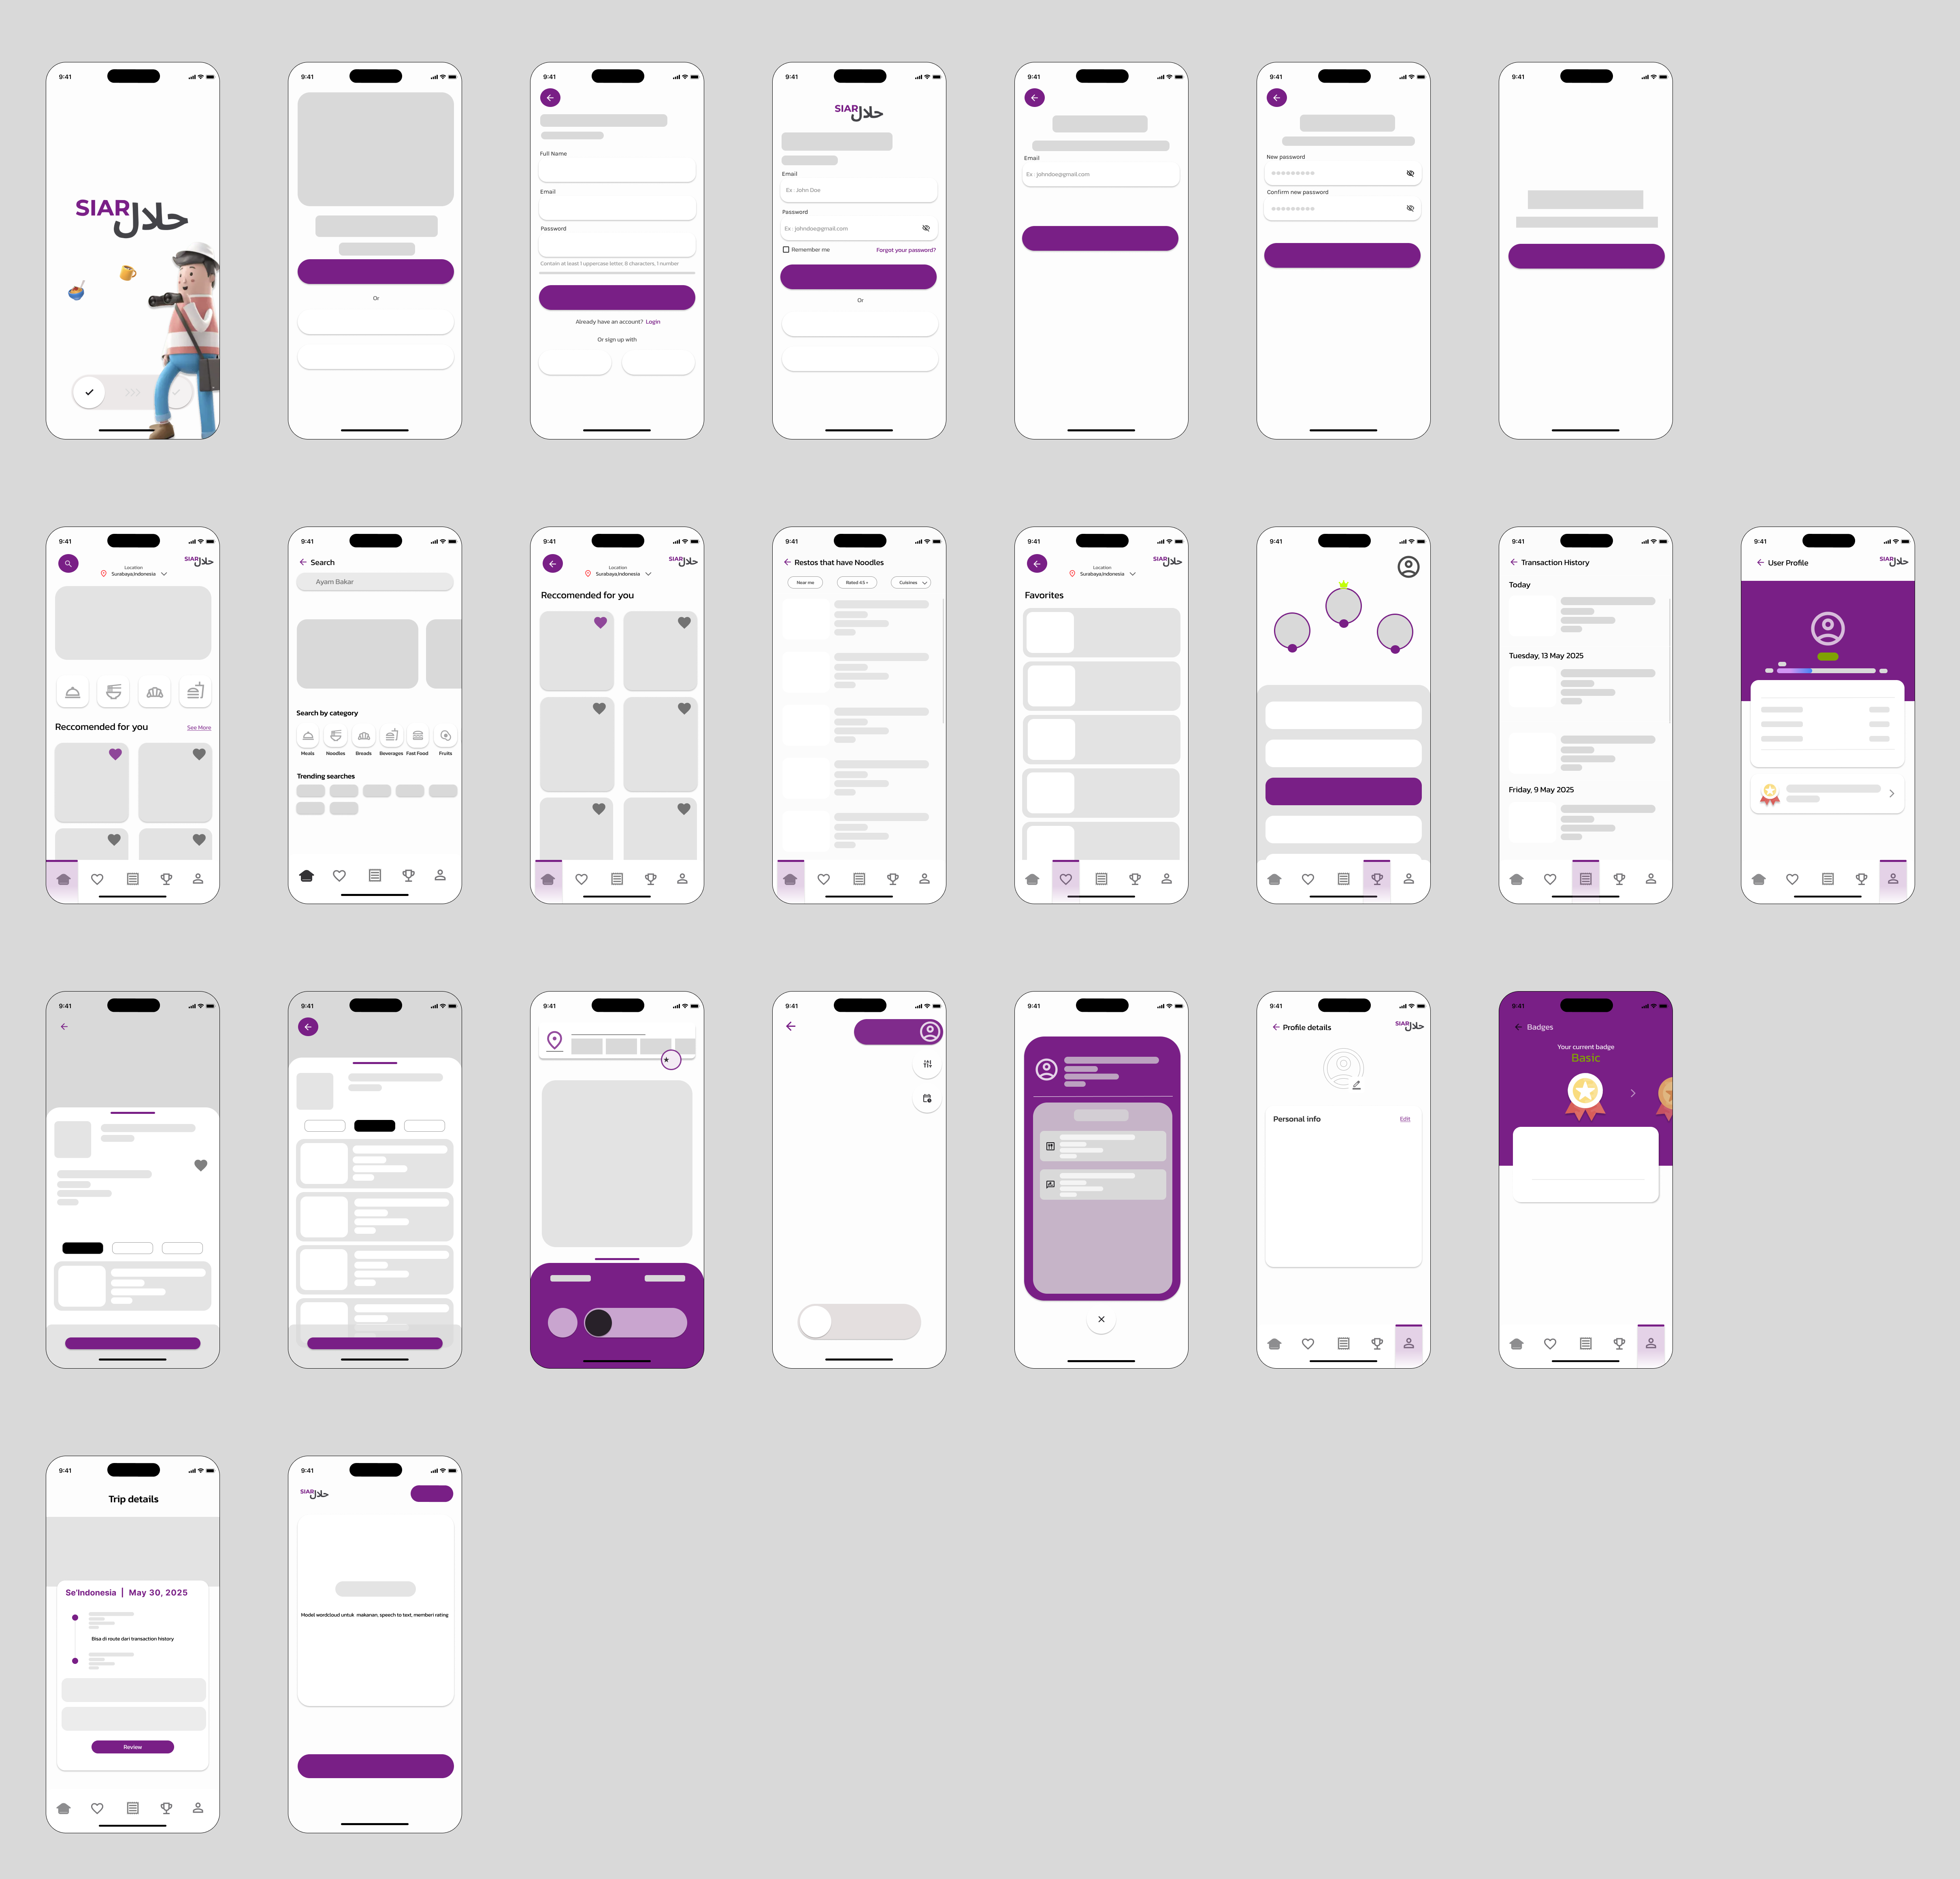 9:41
SIAR حلال
9:41
Or
9:41
Full Name
Email
Password
Contain at least 1 uppercase letter, 8 characters, 1 number
Already have an account? Login
Or sign up with
9:41
SIAR حلال
Email
Ex : John Doe
Password
Ex : johndoe@gmail.com
Remember me
Forgot your password?
Or
9:41
Email
Ex : johndoe@gmail.com
9:41
New password
Confirm new password
9:41
9:41
SIAR حلال
Location
Surabaya,Indonesia
Reccomended for you
See More
9:41
Search
Ayam Bakar
Search by category
Meals Noodles Breads Beverages Fast Food Fruits
Trending searches
9:41
SIAR حلال
Location
Surabaya,Indonesia
Reccomended for you
9:41
Restos that have Noodles
Near me
Rated 4.5 +
Cuisines
9:41
SIAR حلال
Location
Surabaya,Indonesia
Favorites
9:41
9:41
Transaction History
Today
Tuesday, 13 May 2025
Friday, 9 May 2025
9:41
User Profile
SIAR حلال
9:41
9:41
9:41
9:41
9:41
9:41
Profile details
SIAR حلال
Personal info
Edit
9:41
Badges
Your current badge
Basic
9:41
Trip details
Se'Indonesia | May 30, 2025
Bisa di route dari transaction history
Review
9:41
SIAR حلال
Model wordcloud untuk makanan, speech to text, memberi rating